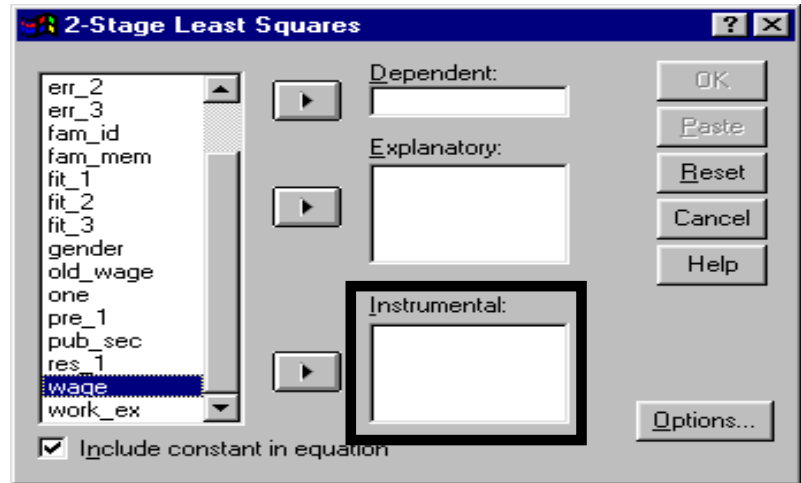 2-Stage Least Squares
err_2
err_3
fam_id
fam_mem
fit_1
fit_2
fit_3
gender
old_wage
one
pre_1
pub_sec
res_1
wage
work_ex
Include constant in equation
Dependent:
Explanatory:
Instrumental:
OK
Paste
Reset
Cancel
Help
Options...